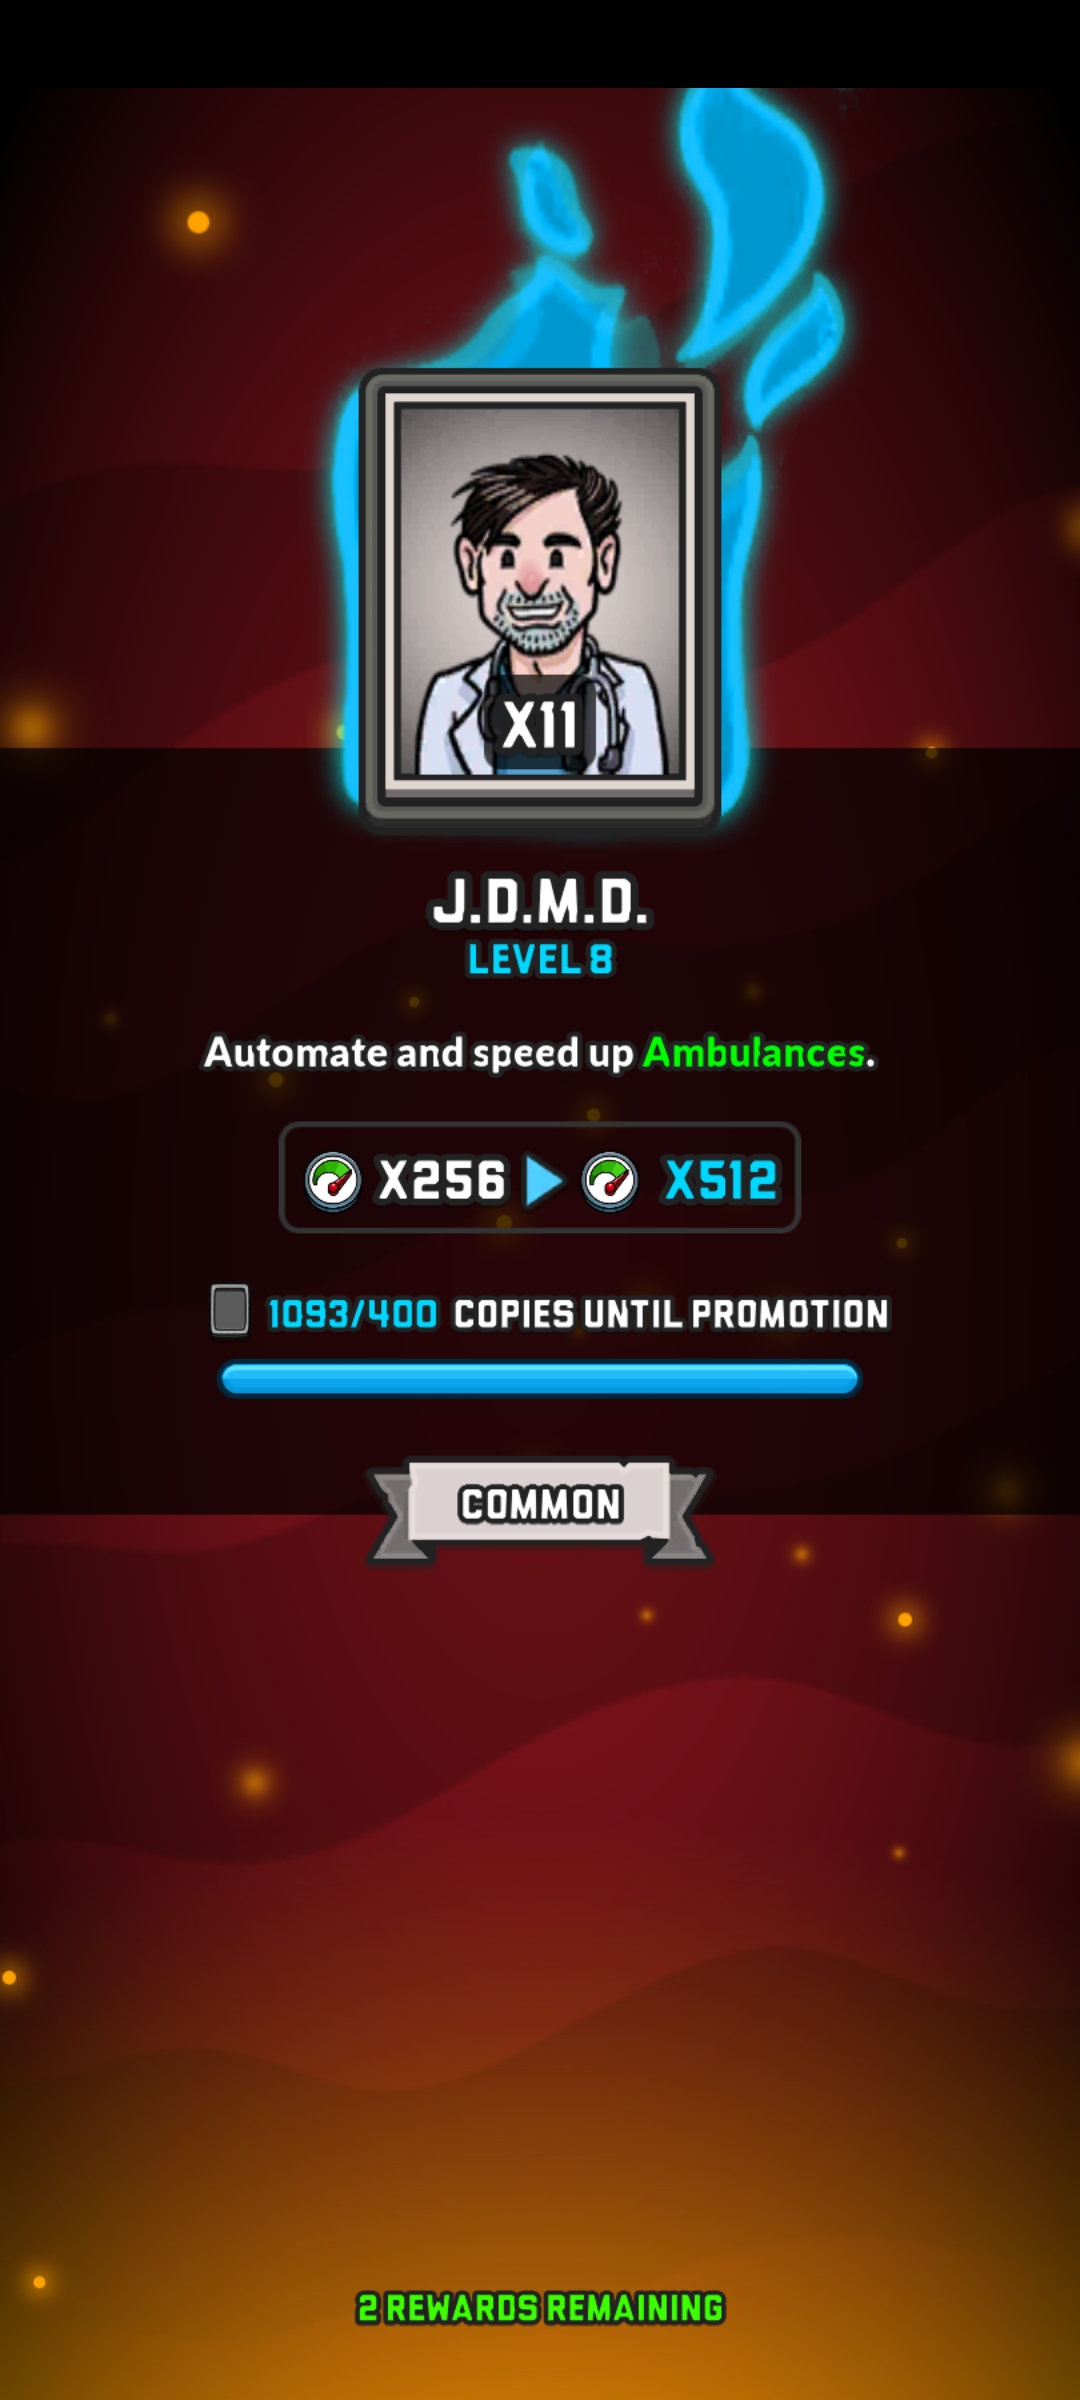 X11
J.D.M.D.
LEVEL 8
Automate and speed up Ambulances.
X256 X512
1093/400 COPIES UNTIL PROMOTION
COMMON
2 REWARDS REMAINING